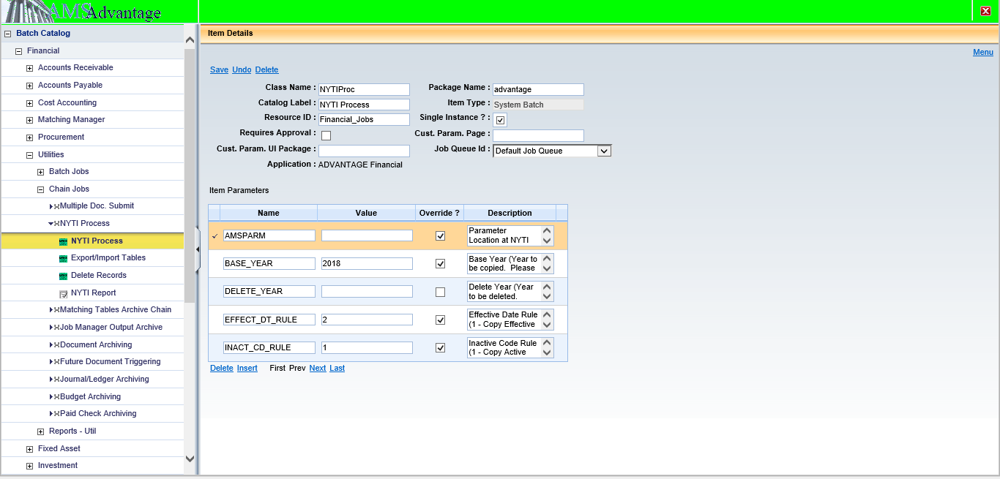 AMSAdvantage
Batch Catalog
Financial
Accounts Receivable
Accounts Payable
Cost Accounting
Matching Manager
Procurement
Utilities
Batch Jobs
Chain Jobs
Multiple Doc. Submit
NYTI Process
NYTI Process
Export/Import Tables
Delete Records
NYTI Report
Matching Tables Archive Chain
Job Manager Output Archive
Document Archiving
Future Document Triggering
Journal/Ledger Archiving
Budget Archiving
Paid Check Archiving
Reports - Util
Fixed Asset
Investment
Item Details
Menu
Save Undo Delete
Class Name : NYTIProc Package Name : advantage
Catalog Label : NYTI Process Item Type : System Batch
Resource ID : Financial_Jobs Single Instance ? :
Requires Approval : Cust. Param. Page :
Cust. Param. UI Package : Job Queue Id : Default Job Queue
Application : ADVANTAGE Financial
Item Parameters
Name Value Override ? Description
AMSPARM Parameter
Location at NYTI
BASE_YEAR 2018 Base Year (Year to
be copied. Please
DELETE_YEAR Delete Year (Year
to be deleted.
EFFECT_DT_RULE 2 Effective Date Rule
(1 - Copy Effective
INACT_CD_RULE 1 Inactive Code Rule
(1 - Copy Active
Delete Insert First Prev Next Last